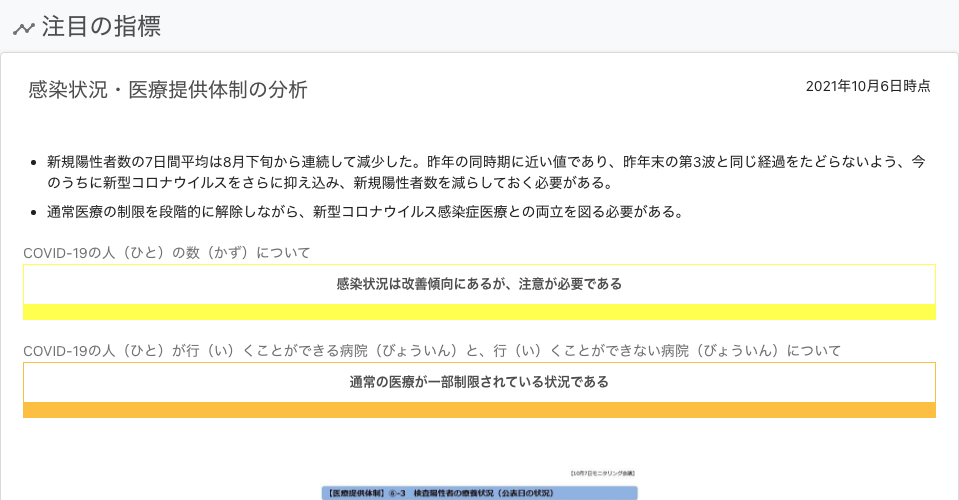 注目の指標
感染状況・医療提供体制の分析
2021年10月6日時点
• 新規陽性者数の7日間平均は8月下旬から連続して減少した。昨年の同時期に近い値であり、昨年末の第3波と同じ経過をたどらないよう、今
のうちに新型コロナウイルスをさらに抑え込み、新規陽性者数を減らしておく必要がある。
• 通常医療の制限を段階的に解除しながら、新型コロナウイルス感染症医療との両立を図る必要がある。
COVID-19の人（ひと）の数（かず）について
感染状況は改善傾向にあるが、注意が必要である
COVID-19の人（ひと）が行（い）くことができる病院（びょういん）と、行（い）くことができない病院（びょういん）について
通常の医療が一部制限されている状況である
【10月7日モニタリング会議】
【医療提供体制】⑥-3　検査陽性者の療養状況（公表日の状況）